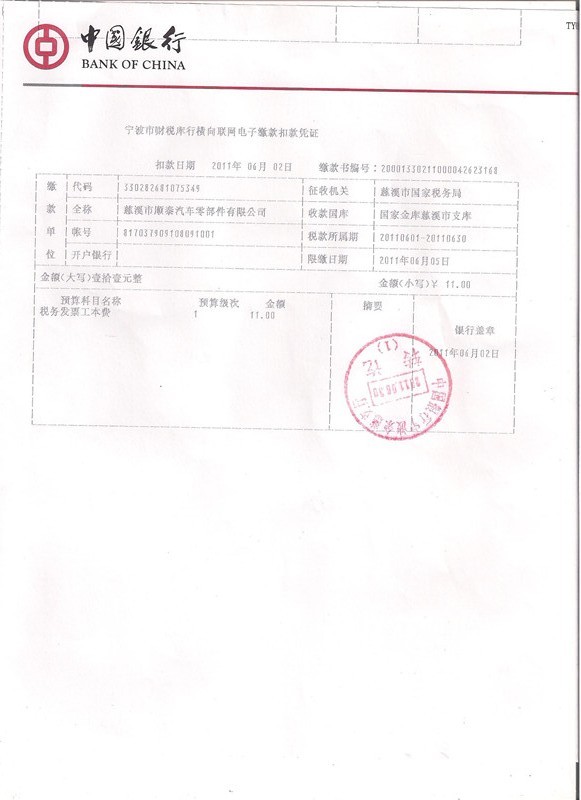 中国银行
BANK OF CHINA
TY
宁波市财税库行横向联网电子缴款扣款凭证
扣款日期 2011年 06月 02日 缴款书编号：20001330211000042623168
缴 代码 330282681075349 征收机关 慈溪市国家税务局
款 全称 慈溪市顺泰汽车零部件有限公司 收款国库 国家金库慈溪市支库
单 帐号 817037909108091001 税款所属期 20110601-20110630
位 开户银行 限缴日期 2011年06月05日
金额(大写)壹拾壹元整 金额(小写)￥ 11.00
预算科目名称 预算级次 金额 摘要
税务发票工本费 1 11.00
银行盖章
2011年06月02日
转讫
(1)